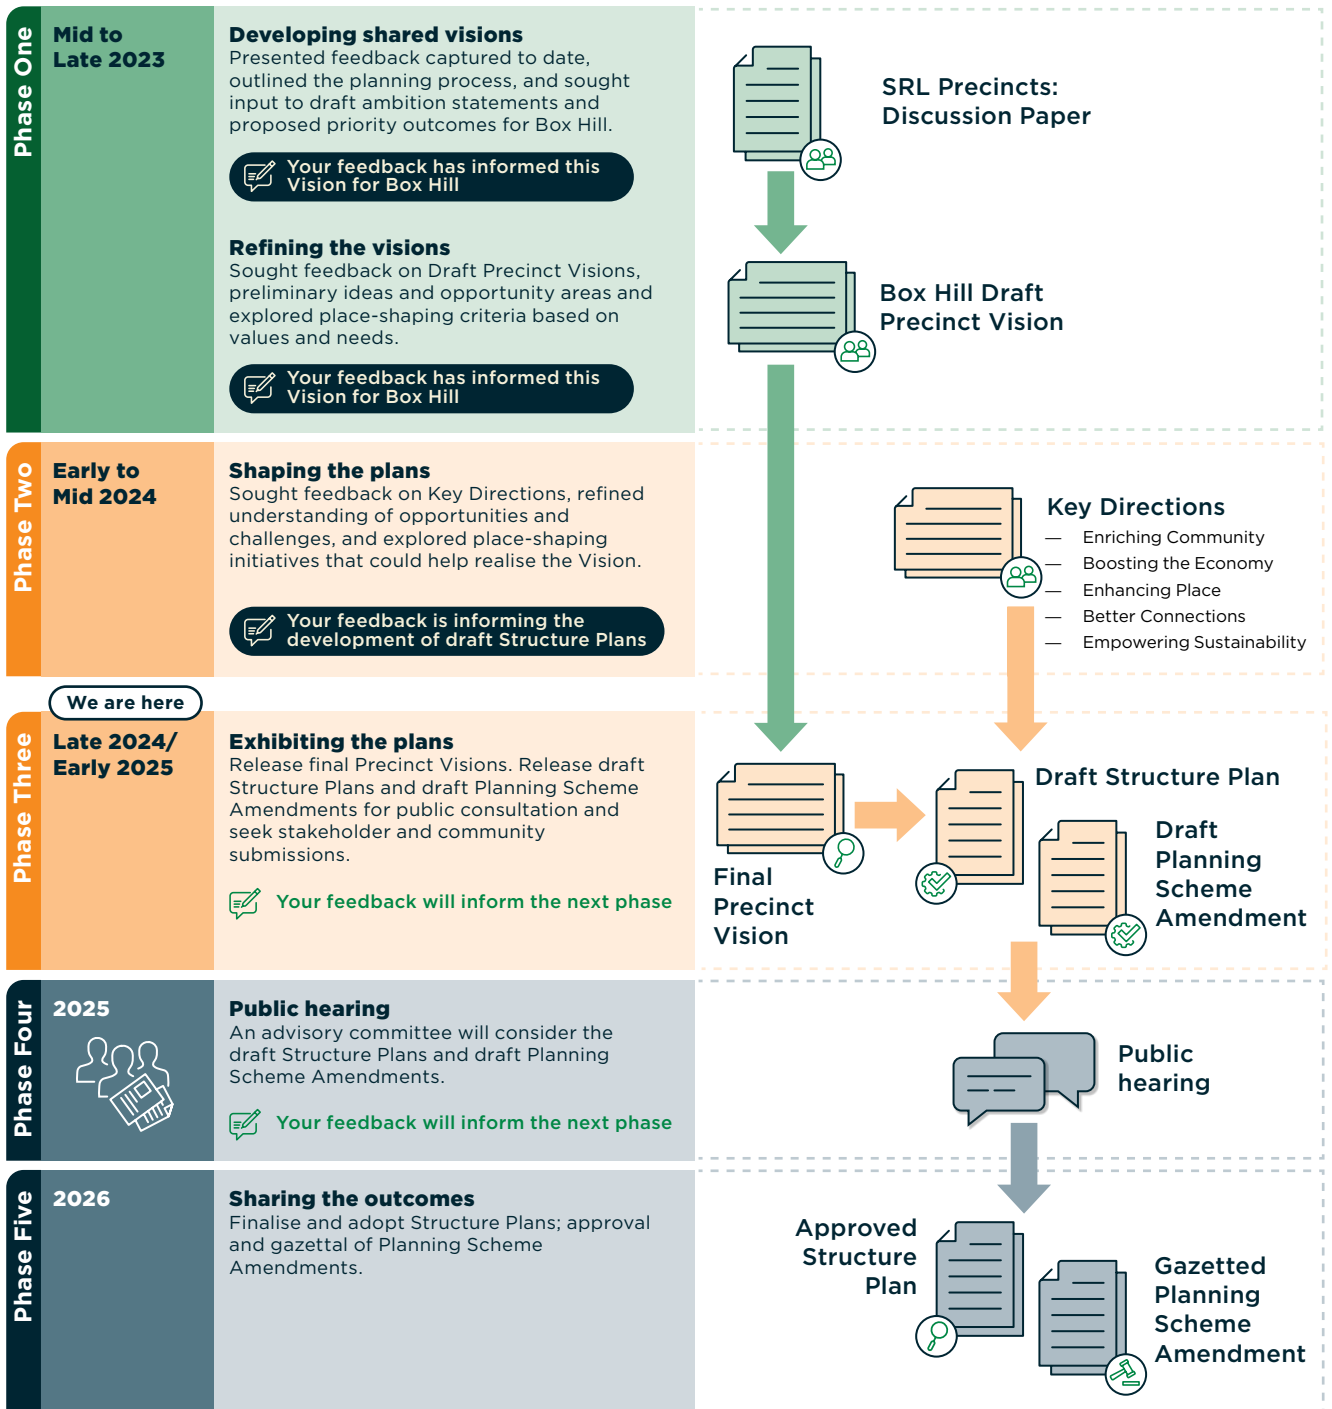 Phase One
Mid to
Late 2023
Developing shared visions
Presented feedback captured to date,
outlined the planning process, and sought
input to draft ambition statements and
proposed priority outcomes for Box Hill.
Your feedback has informed this
Vision for Box Hill
Refining the visions
Sought feedback on Draft Precinct Visions,
preliminary ideas and opportunity areas and
explored place-shaping criteria based on
values and needs.
Your feedback has informed this
Vision for Box Hill
SRL Precincts:
Discussion Paper
Box Hill Draft
Precinct Vision
Phase Two
Early to
Mid 2024
Shaping the plans
Sought feedback on Key Directions, refined
understanding of opportunities and
challenges, and explored place-shaping
initiatives that could help realise the Vision.
Your feedback is informing the
development of draft Structure Plans
Key Directions
— Enriching Community
— Boosting the Economy
— Enhancing Place
— Better Connections
— Empowering Sustainability
We are here
Phase Three
Late 2024/
Early 2025
Exhibiting the plans
Release final Precinct Visions. Release draft
Structure Plans and draft Planning Scheme
Amendments for public consultation and
seek stakeholder and community
submissions.
Your feedback will inform the next phase
Final
Precinct
Vision
Draft Structure Plan
Draft
Planning
Scheme
Amendment
Phase Four
2025
Public hearing
An advisory committee will consider the
draft Structure Plans and draft Planning
Scheme Amendments.
Your feedback will inform the next phase
Public
hearing
Phase Five
2026
Sharing the outcomes
Finalise and adopt Structure Plans; approval
and gazettal of Planning Scheme
Amendments.
Approved
Structure
Plan
Gazetted
Planning
Scheme
Amendment